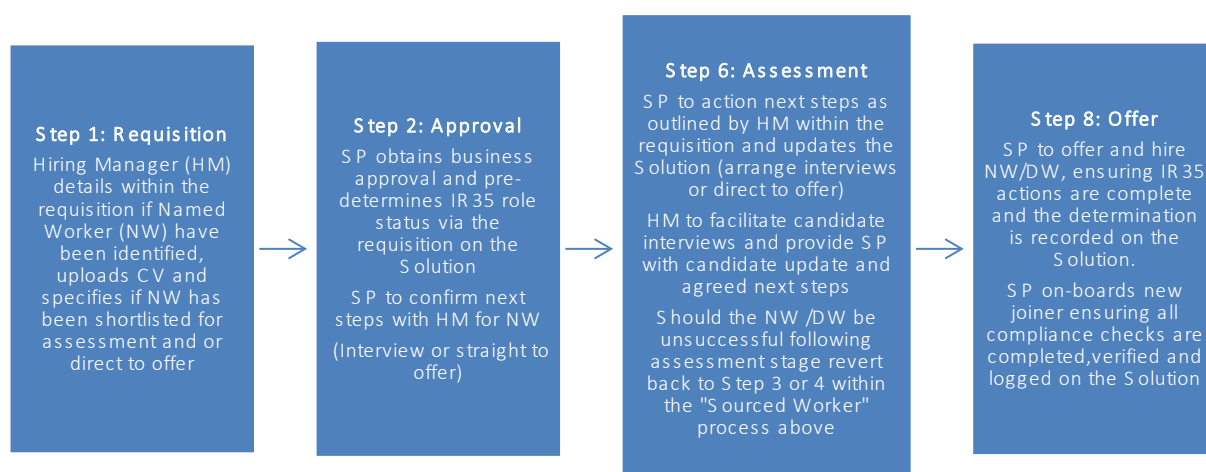 Step 1: Requisition
Hiring Manager (HM)
details within the
requisition if Named
Worker (NW) have
been identified,
uploads CV and
specifies if NW has
been shortlisted for
assessment and or
direct to offer
Step 2: Approval
SP obtains business
approval and pre-
determines IR35 role
status via the
requisition on the
Solution
SP to confirm next
steps with HM for NW
(Interview or straight to
offer)
Step 6: Assessment
SP to action next steps as
outlined by HM within the
requisition and updates the
Solution (arrange interviews
or direct to offer)
HM to facilitate candidate
interviews and provide SP
with candidate update and
agreed next steps
Should the NW /DW be
unsuccessful following
assessment stage revert
back to Step 3 or 4 within
the "Sourced Worker"
process above
Step 8: Offer
SP to offer and hire
NW/DW, ensuring IR35
actions are complete
and the determination
is recorded on the
Solution.
SP on-boards new
joiner ensuring all
compliance checks are
completed,verified and
logged on the Solution